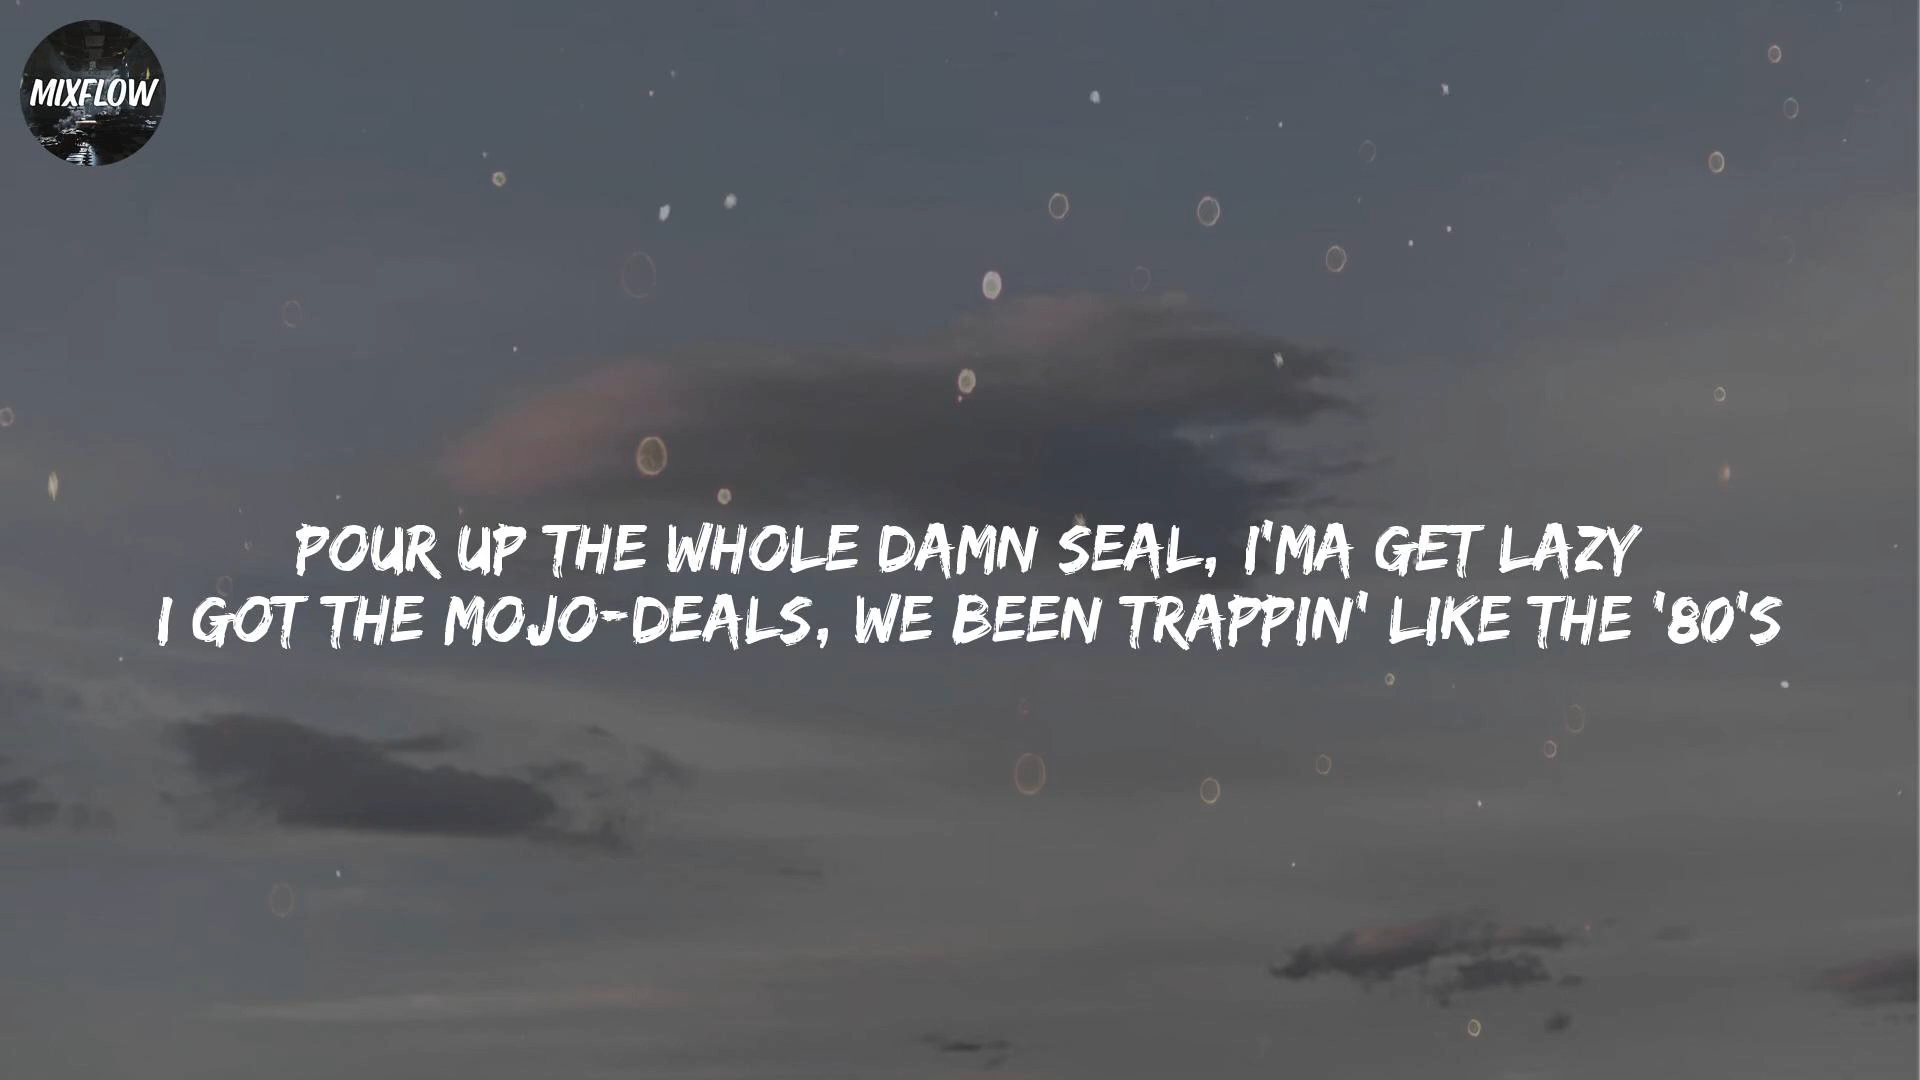 MIXFLOW
POUR UP THE WHOLE DAMN SEAL, I'MA GET LAZY
I GOT THE MOJO-DEALS, WE BEEN TRAPPIN' LIKE THE '80'S